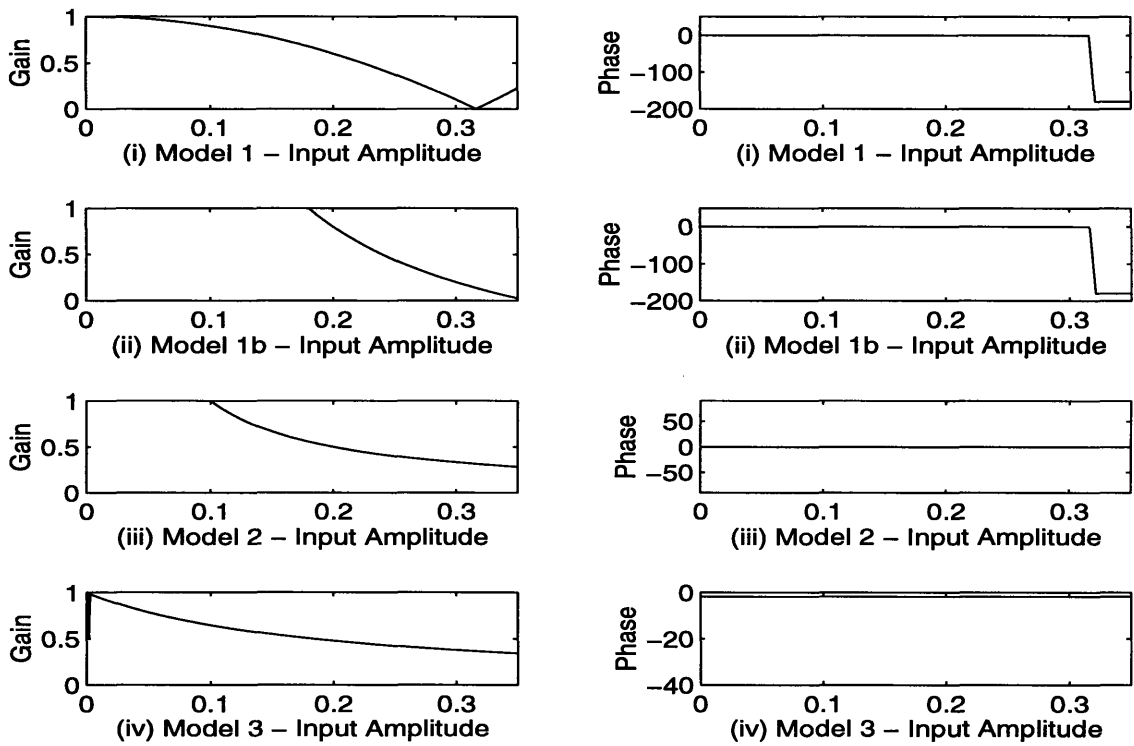 1
0.5
0
Gain
0 0.1 0.2 0.3
(i) Model 1 – Input Amplitude
0
−100
−200
Phase
0 0.1 0.2 0.3
(i) Model 1 – Input Amplitude
1
0.5
0
Gain
0 0.1 0.2 0.3
(ii) Model 1b – Input Amplitude
0
−100
−200
Phase
0 0.1 0.2 0.3
(ii) Model 1b – Input Amplitude
1
0.5
0
Gain
0 0.1 0.2 0.3
(iii) Model 2 – Input Amplitude
50
0
−50
Phase
0 0.1 0.2 0.3
(iii) Model 2 – Input Amplitude
1
0.5
0
Gain
0 0.1 0.2 0.3
(iv) Model 3 – Input Amplitude
0
−20
−40
Phase
0 0.1 0.2 0.3
(iv) Model 3 – Input Amplitude